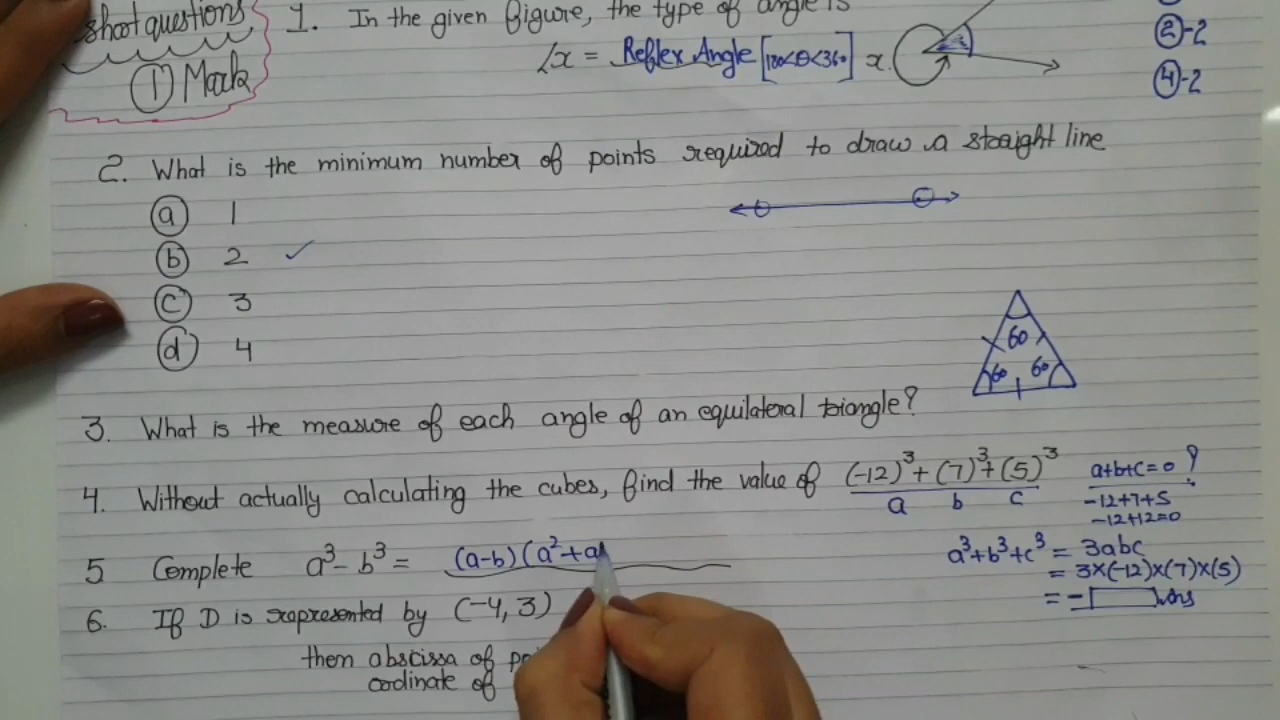 short questions
① Mark
1. In the given figure, the type of angle is
∠x = Reflex Angle [180<θ<360] x
②-2
④-2
2. What is the minimum number of points required to draw a straight line
ⓐ 1
ⓑ 2 ✓
ⓒ 3
ⓓ 4
60
60 60
3. What is the measure of each angle of an equilateral triangle?
4. Without actually calculating the cubes, find the value of (-12)³+(7)³+(5)³
a b c
a+b+c=0 ?
-12+7+5
-12+12=0
5 Complete a³- b³ = (a-b)(a²+a
a³+b³+c³ = 3abc
= 3×(-12)×(7)×(5)
= - Ans
6. If D is represented by (-4, 3)
then abscissa of
ordinate of